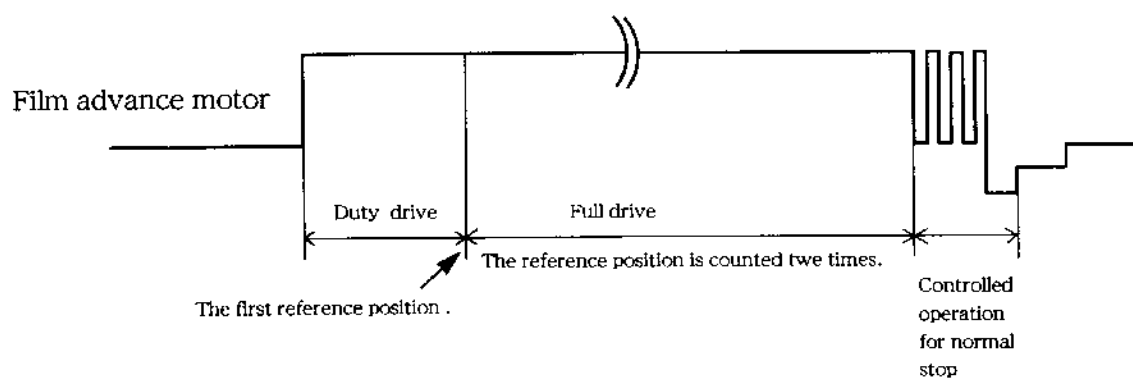 Film advance motor
Duty drive
Full drive
The reference position is counted two times.
The first reference position .
Controlled
operation
for normal
stop